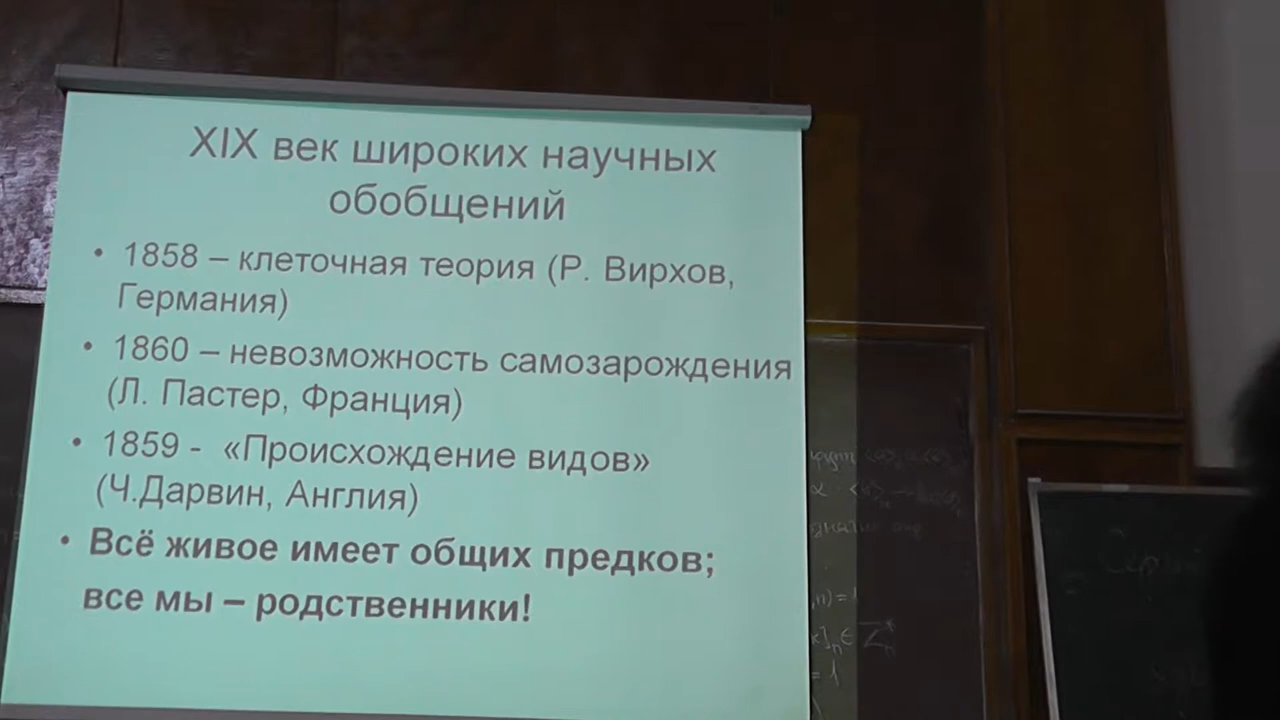 XIX век широких научных
обобщений
• 1858 – клеточная теория (Р. Вирхов,
Германия)
• 1860 – невозможность самозарождения
(Л. Пастер, Франция)
• 1859 - «Происхождение видов»
(Ч.Дарвин, Англия)
• Всё живое имеет общих предков;
все мы – родственники!
= 1